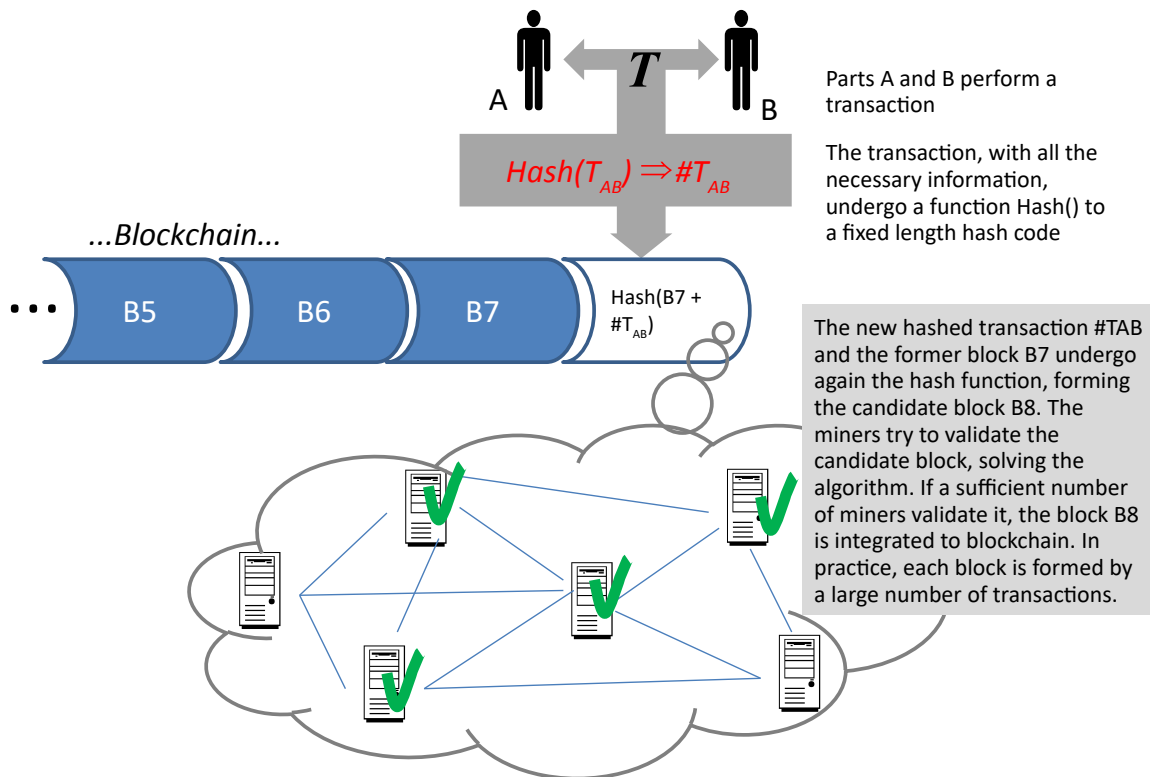 T
A
B
Parts A and B perform a
transaction
Hash(T_AB) ⇒ #T_AB
The transaction, with all the
necessary information,
undergo a function Hash() to
a fixed length hash code
...Blockchain...
...
B5
B6
B7
Hash(B7 +
#T_AB)
The new hashed transaction #TAB
and the former block B7 undergo
again the hash function, forming
the candidate block B8. The
miners try to validate the
candidate block, solving the
algorithm. If a sufficient number
of miners validate it, the block B8
is integrated to blockchain. In
practice, each block is formed by
a large number of transactions.